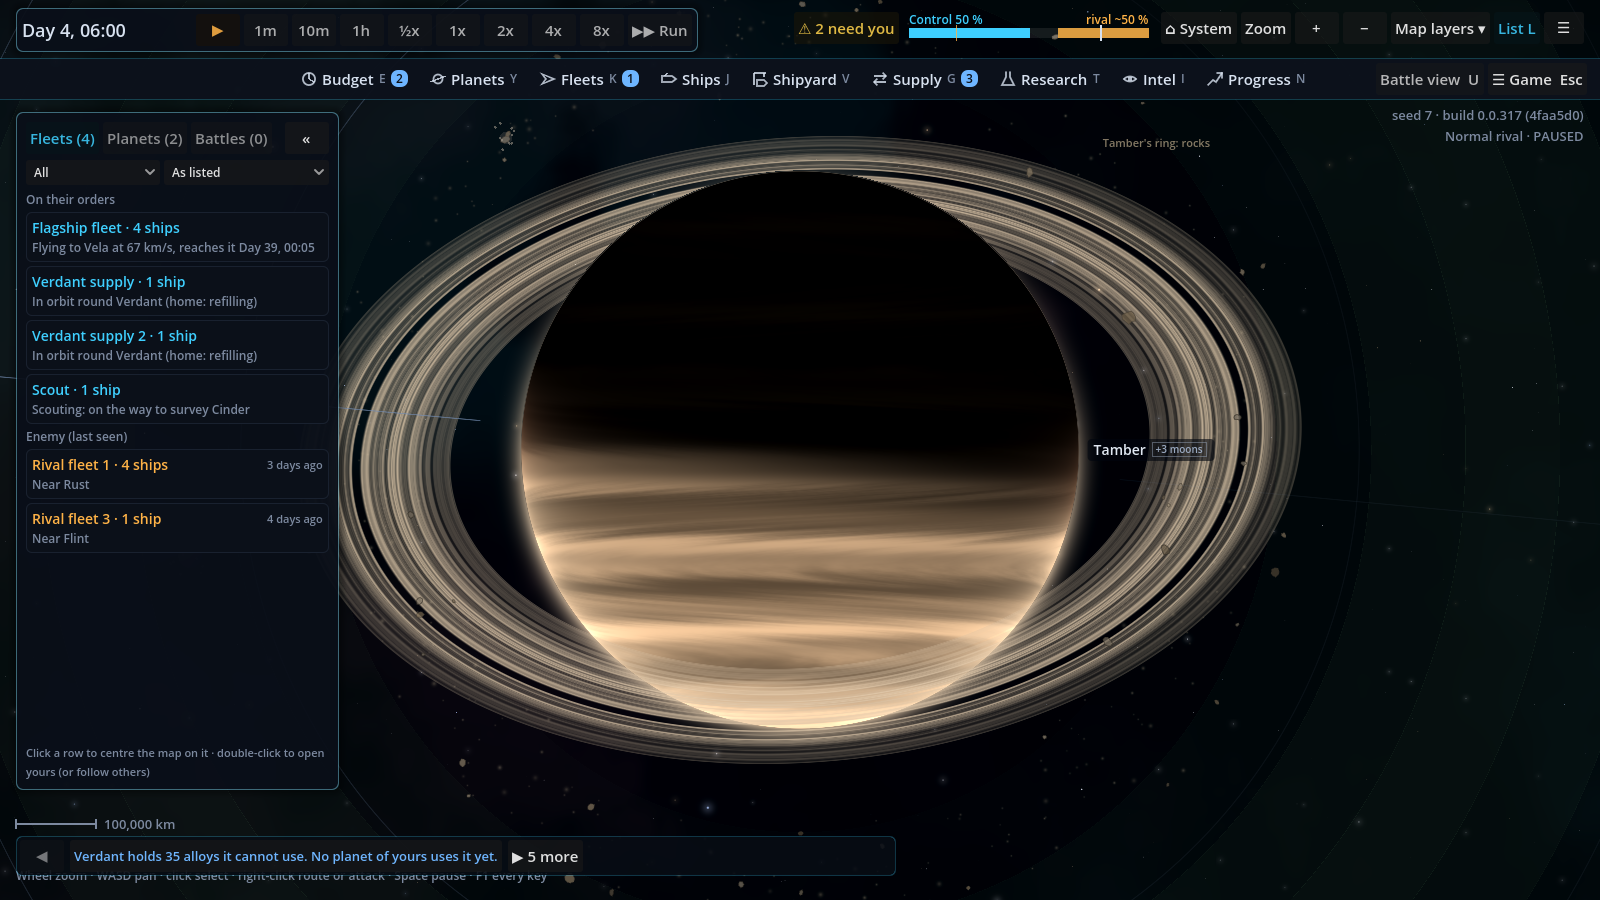 Day 4, 06:00 ▶ 1m 10m 1h ½x 1x 2x 4x 8x ▶▶ Run
⚠ 2 need you
Control 50 % rival ~50 %
⌂ System Zoom + − Map layers ▾ List L ☰
Budget E 2 Planets Y Fleets K 1 Ships J Shipyard V Supply G 3 Research T Intel I Progress N Battle view U ☰ Game Esc
seed 7 · build 0.0.317 (4faa5d0)
Normal rival · PAUSED
Fleets (4) Planets (2) Battles (0) «
All As listed
On their orders
Flagship fleet · 4 ships
Flying to Vela at 67 km/s, reaches it Day 39, 00:05
Verdant supply · 1 ship
In orbit round Verdant (home: refilling)
Verdant supply 2 · 1 ship
In orbit round Verdant (home: refilling)
Scout · 1 ship
Scouting: on the way to survey Cinder
Enemy (last seen)
Rival fleet 1 · 4 ships 3 days ago
Near Rust
Rival fleet 3 · 1 ship 4 days ago
Near Flint
Click a row to centre the map on it · double-click to open
yours (or follow others)
Tamber's ring: rocks
Tamber +3 moons
100,000 km
◀ Verdant holds 35 alloys it cannot use. No planet of yours uses it yet. ▶ 5 more
Wheel zoom · WASD pan · click select · right-click route or attack · Space pause · F1 every key